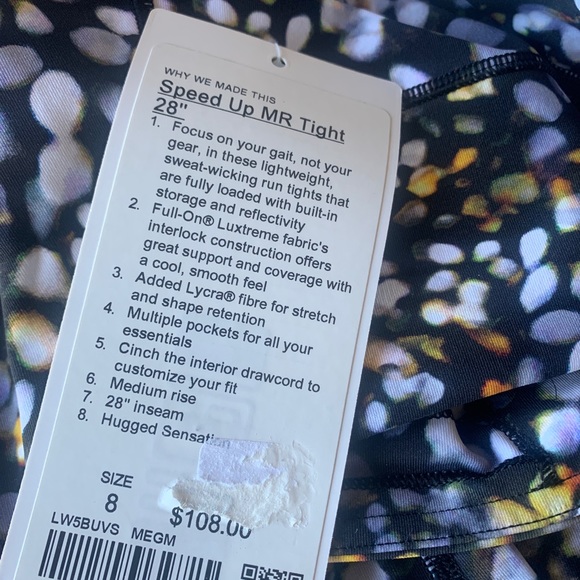 WHY WE MADE THIS
Speed Up MR Tight
28"
1. Focus on your gait, not your
gear, in these lightweight,
sweat-wicking run tights that
are fully loaded with built-in
storage and reflectivity
2. Full-On® Luxtreme fabric's
interlock construction offers
great support and coverage with
a cool, smooth feel
3. Added Lycra® fibre for stretch
and shape retention
4. Multiple pockets for all your
essentials
5. Cinch the interior drawcord to
customize your fit
6. Medium rise
7. 28" inseam
8. Hugged Sensation
SIZE
8 $108.00
LW5BUVS MEGM